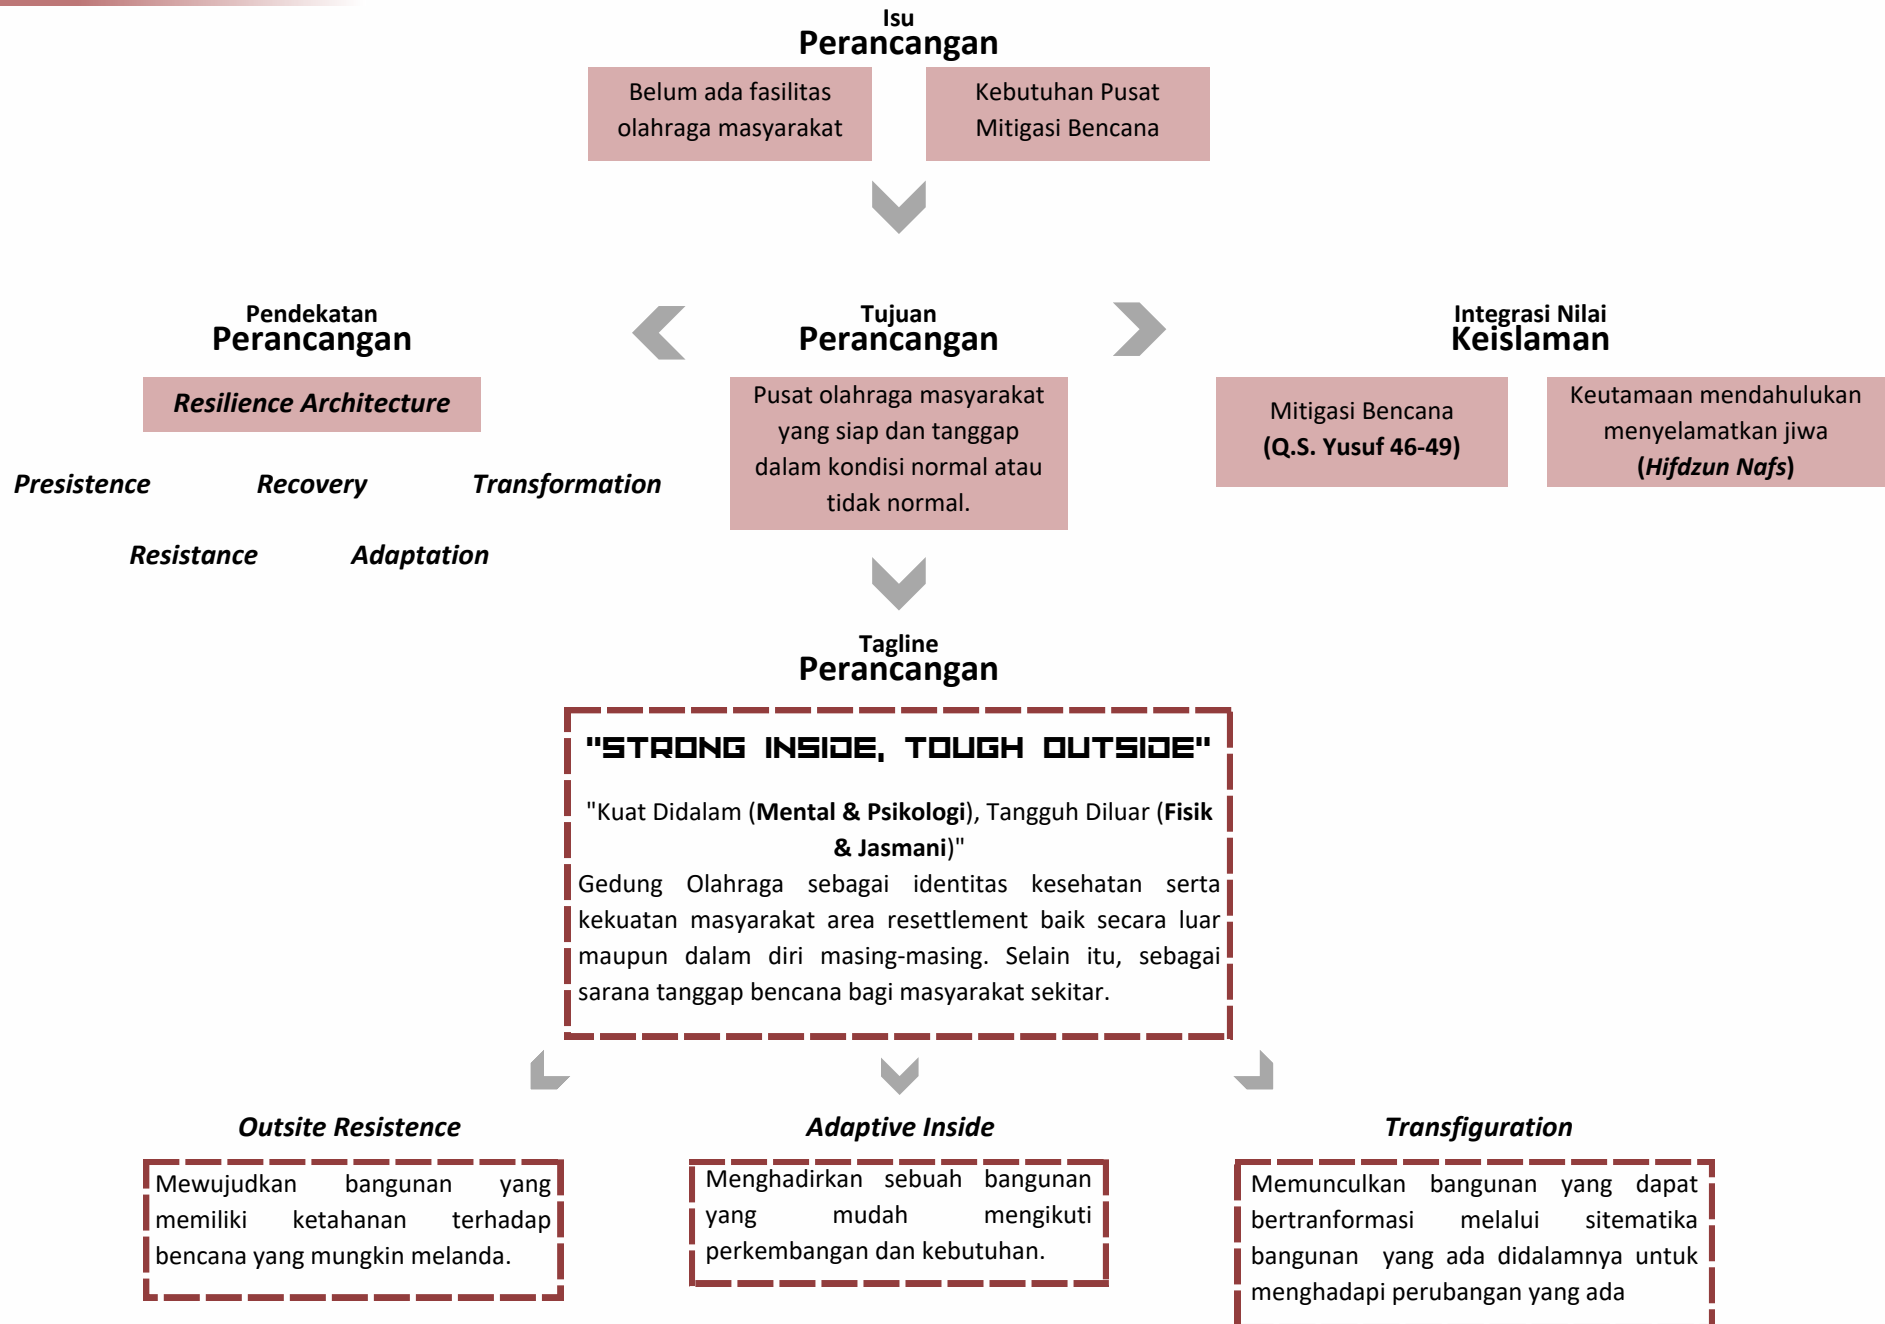 Isu
Perancangan
Belum ada fasilitas
olahraga masyarakat
Kebutuhan Pusat
Mitigasi Bencana
Pendekatan
Perancangan
Resilience Architecture
Presistence Recovery Transformation
Resistance Adaptation
Tujuan
Perancangan
Pusat olahraga masyarakat
yang siap dan tanggap
dalam kondisi normal atau
tidak normal.
Integrasi Nilai
Keislaman
Mitigasi Bencana
(Q.S. Yusuf 46-49)
Keutamaan mendahulukan
menyelamatkan jiwa
(Hifdzun Nafs)
Tagline
Perancangan
"STRONG INSIDE, TOUGH OUTSIDE"
"Kuat Didalam (Mental & Psikologi), Tangguh Diluar (Fisik
& Jasmani)"
Gedung Olahraga sebagai identitas kesehatan serta
kekuatan masyarakat area resettlement baik secara luar
maupun dalam diri masing-masing. Selain itu, sebagai
sarana tanggap bencana bagi masyarakat sekitar.
Outsite Resistence
Mewujudkan bangunan yang
memiliki ketahanan terhadap
bencana yang mungkin melanda.
Adaptive Inside
Menghadirkan sebuah bangunan
yang mudah mengikuti
perkembangan dan kebutuhan.
Transfiguration
Memunculkan bangunan yang dapat
bertranformasi melalui sitematika
bangunan yang ada didalamnya untuk
menghadapi perubangan yang ada